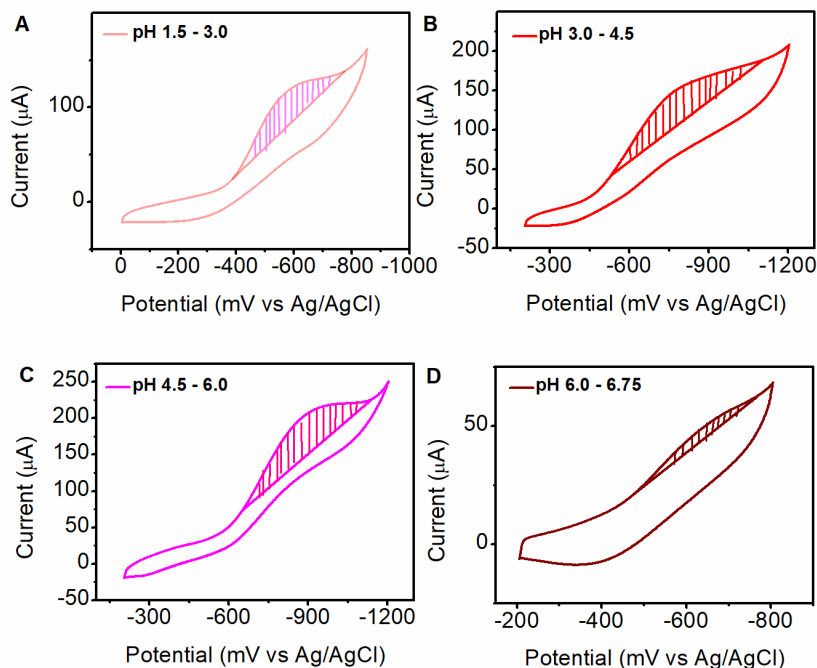 A
pH 1.5 - 3.0
100
0
0 -200 -400 -600 -800 -1000
Current (μA)
Potential (mV vs Ag/AgCl)
B
pH 3.0 - 4.5
200
150
100
50
0
-50
-300 -600 -900 -1200
Current (μA)
Potential (mV vs Ag/AgCl)
C
pH 4.5 - 6.0
250
200
150
100
50
0
-50
-300 -600 -900 -1200
Current (μA)
Potential (mV vs Ag/AgCl)
D
pH 6.0 - 6.75
50
0
-200 -400 -600 -800
Current (μA)
Potential (mV vs Ag/AgCl)